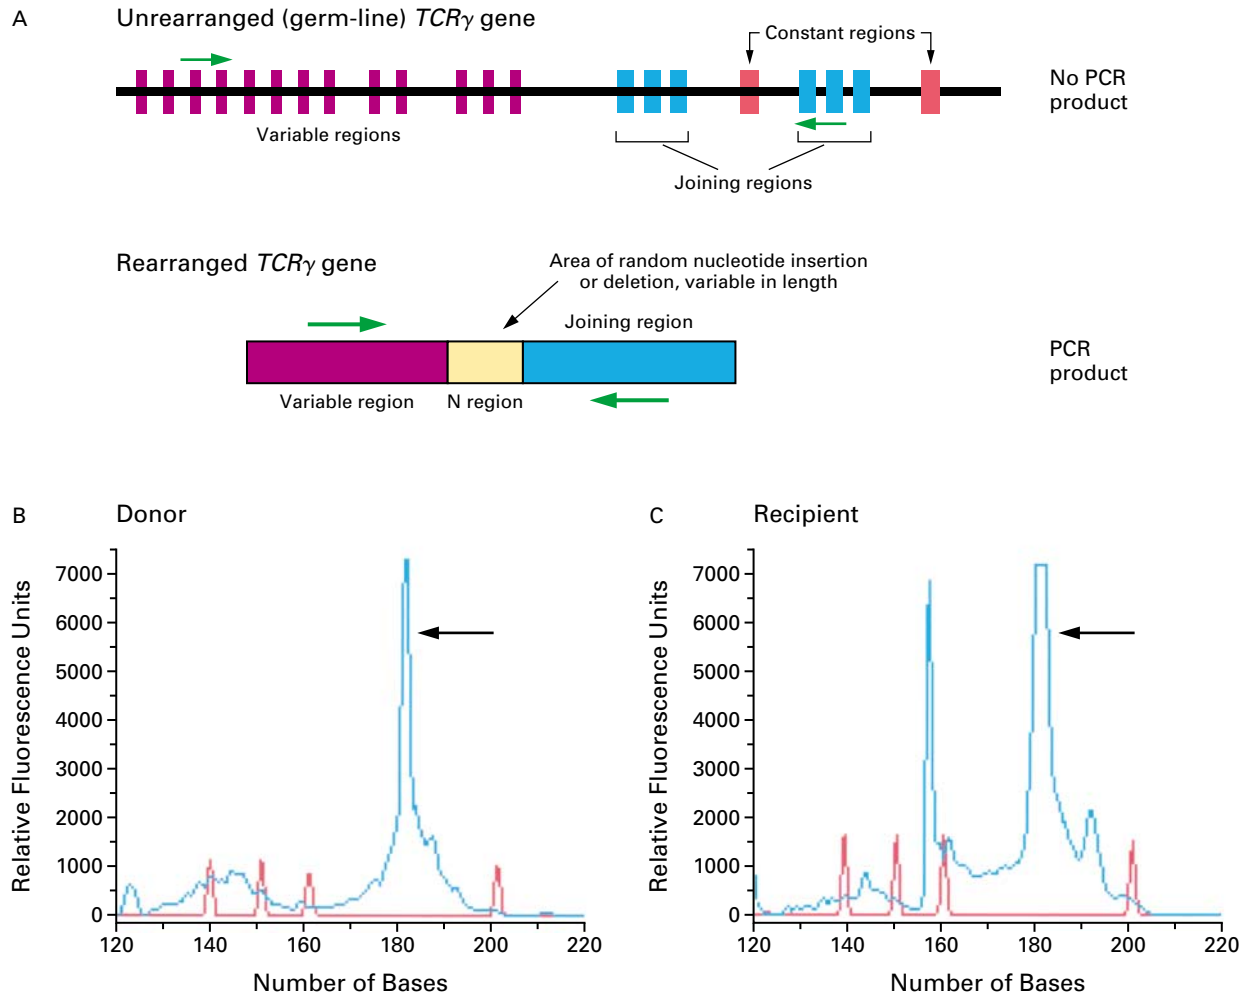 A
Unrearranged (germ-line) TCRγ gene
Constant regions
No PCR
product
Variable regions
Joining regions
Rearranged TCRγ gene
Area of random nucleotide insertion
or deletion, variable in length
Joining region
PCR
product
Variable region
N region
B
Donor
Relative Fluorescence Units
7000
6000
5000
4000
3000
2000
1000
0
120
140
160
180
200
220
Number of Bases
C
Recipient
Relative Fluorescence Units
7000
6000
5000
4000
3000
2000
1000
0
120
140
160
180
200
220
Number of Bases